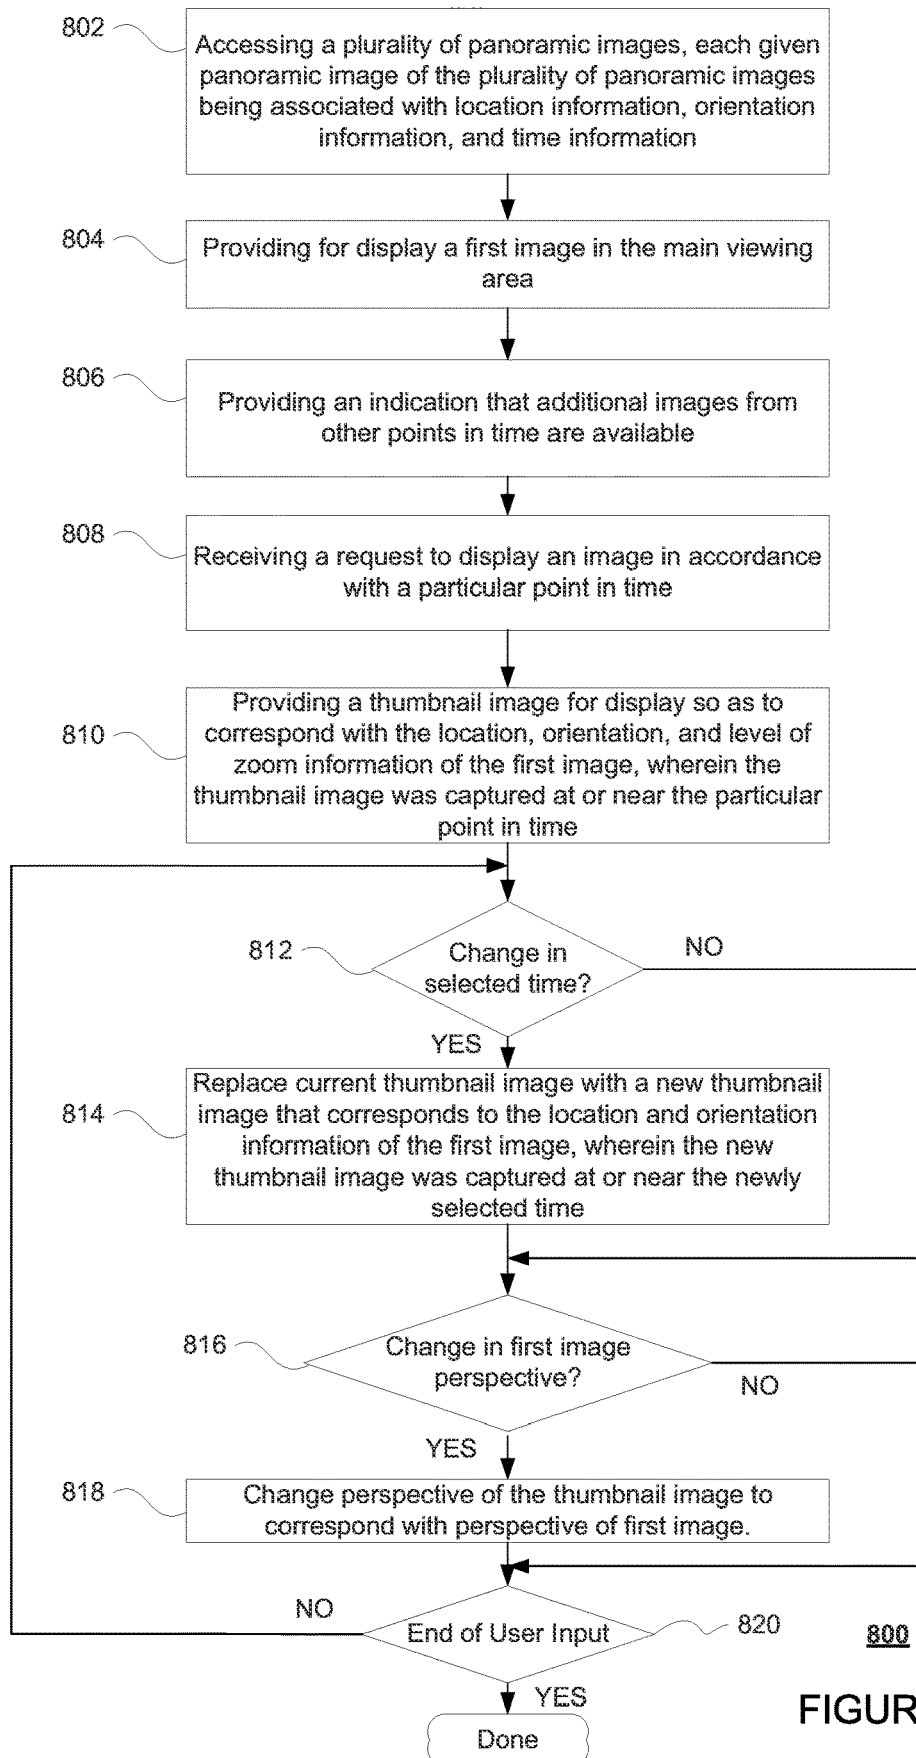 802
Accessing a plurality of panoramic images, each given
panoramic image of the plurality of panoramic images
being associated with location information, orientation
information, and time information
804
Providing for display a first image in the main viewing
area
806
Providing an indication that additional images from
other points in time are available
808
Receiving a request to display an image in accordance
with a particular point in time
810
Providing a thumbnail image for display so as to
correspond with the location, orientation, and level of
zoom information of the first image, wherein the
thumbnail image was captured at or near the particular
point in time
812
Change in
selected time?
NO
YES
814
Replace current thumbnail image with a new thumbnail
image that corresponds to the location and orientation
information of the first image, wherein the new
thumbnail image was captured at or near the newly
selected time
816
Change in first image
perspective?
NO
YES
818
Change perspective of the thumbnail image to
correspond with perspective of first image.
NO
End of User Input
820
800
YES
FIGUR
Done